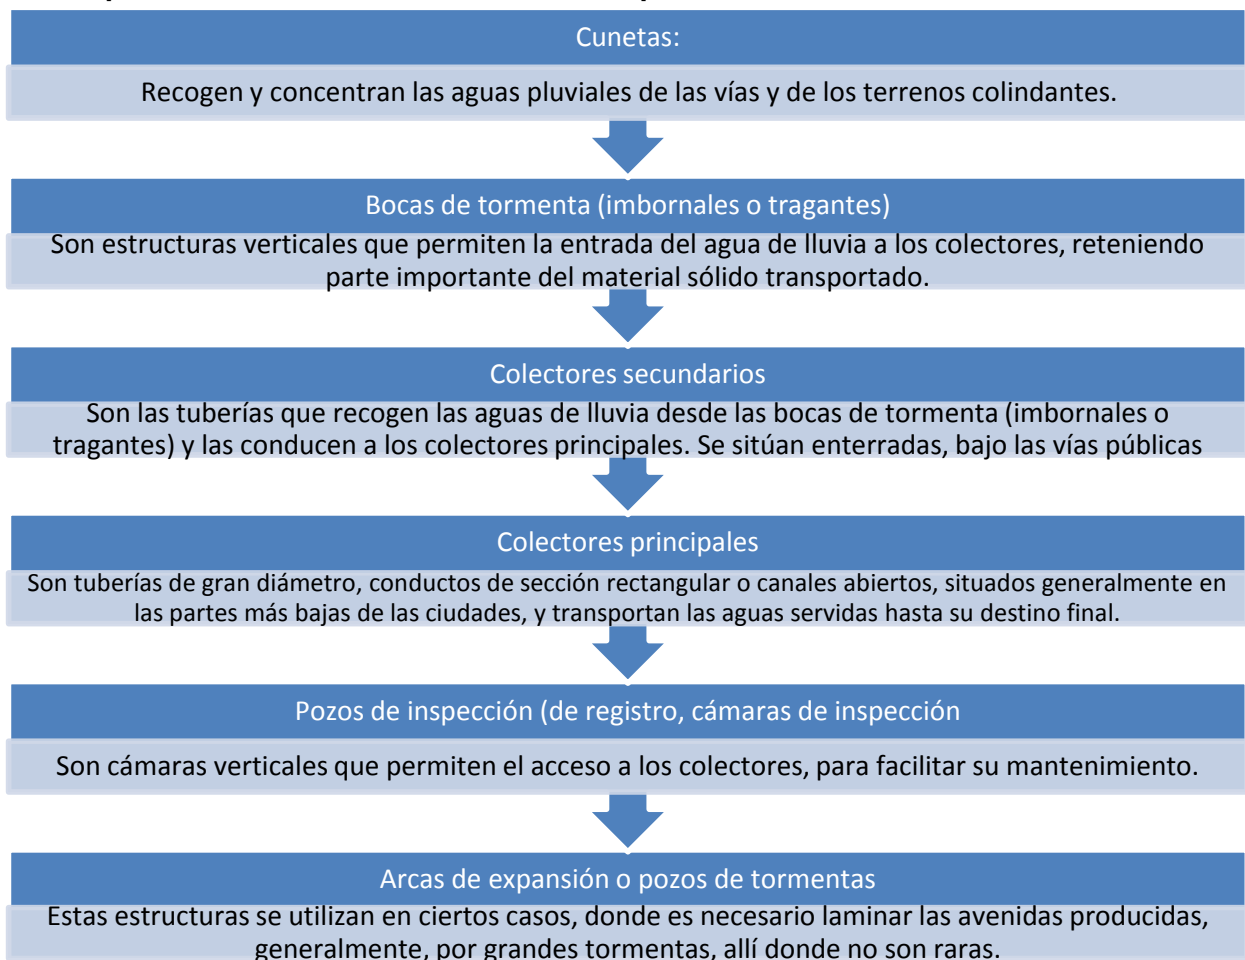 Cunetas:
Recogen y concentran las aguas pluviales de las vías y de los terrenos colindantes.
Bocas de tormenta (imbornales o tragantes)
Son estructuras verticales que permiten la entrada del agua de lluvia a los colectores, reteniendo
parte importante del material sólido transportado.
Colectores secundarios
Son las tuberías que recogen las aguas de lluvia desde las bocas de tormenta (imbornales o
tragantes) y las conducen a los colectores principales. Se sitúan enterradas, bajo las vías públicas
Colectores principales
Son tuberías de gran diámetro, conductos de sección rectangular o canales abiertos, situados generalmente en
las partes más bajas de las ciudades, y transportan las aguas servidas hasta su destino final.
Pozos de inspección (de registro, cámaras de inspección
Son cámaras verticales que permiten el acceso a los colectores, para facilitar su mantenimiento.
Arcas de expansión o pozos de tormentas
Estas estructuras se utilizan en ciertos casos, donde es necesario laminar las avenidas producidas,
generalmente, por grandes tormentas, allí donde no son raras.